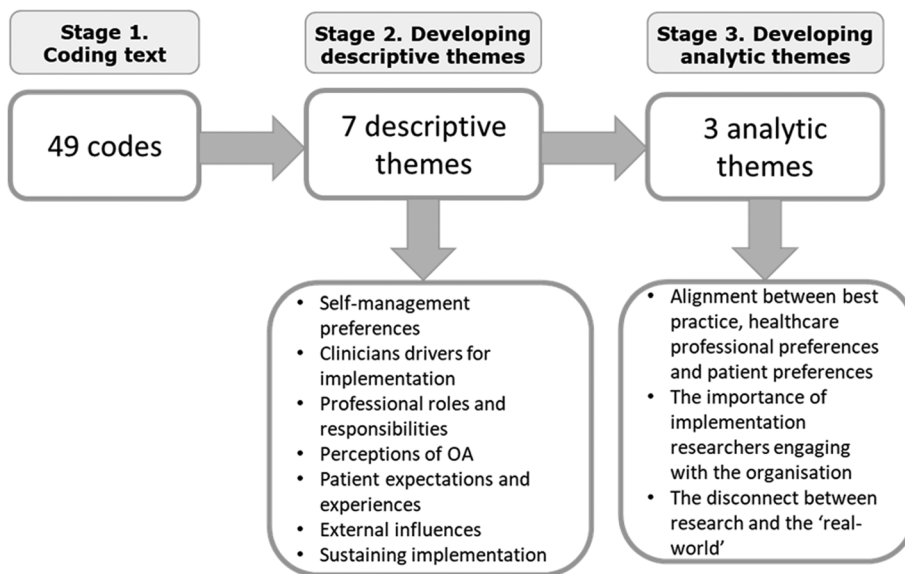 Stage 1.
Coding text
49 codes
Stage 2. Developing
descriptive themes
7 descriptive
themes
• Self-management
preferences
• Clinicians drivers for
implementation
• Professional roles and
responsibilities
• Perceptions of OA
• Patient expectations and
experiences
• External influences
• Sustaining implementation
Stage 3. Developing
analytic themes
3 analytic
themes
• Alignment between best
practice, healthcare
professional preferences
and patient preferences
• The importance of
implementation
researchers engaging
with the organisation
• The disconnect between
research and the ‘real-
world’